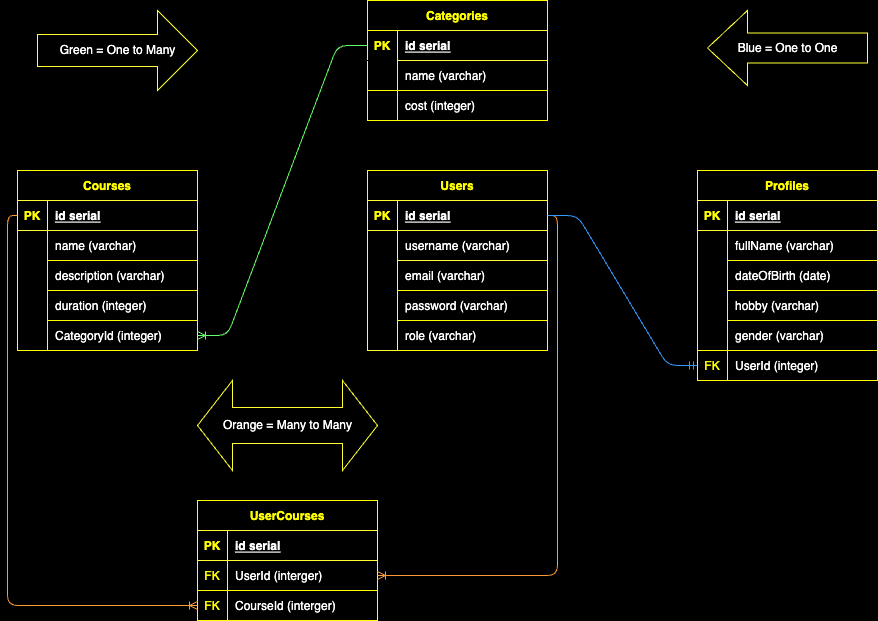 Categories
Green = One to Many
PK id serial
Blue = One to One
name (varchar)
cost (integer)
Courses
PK id serial
name (varchar)
description (varchar)
duration (integer)
CategoryId (integer)
Users
PK id serial
username (varchar)
email (varchar)
password (varchar)
role (varchar)
Profiles
PK id serial
fullName (varchar)
dateOfBirth (date)
hobby (varchar)
gender (varchar)
FK UserId (integer)
Orange = Many to Many
UserCourses
PK id serial
FK UserId (interger)
FK CourseId (interger)